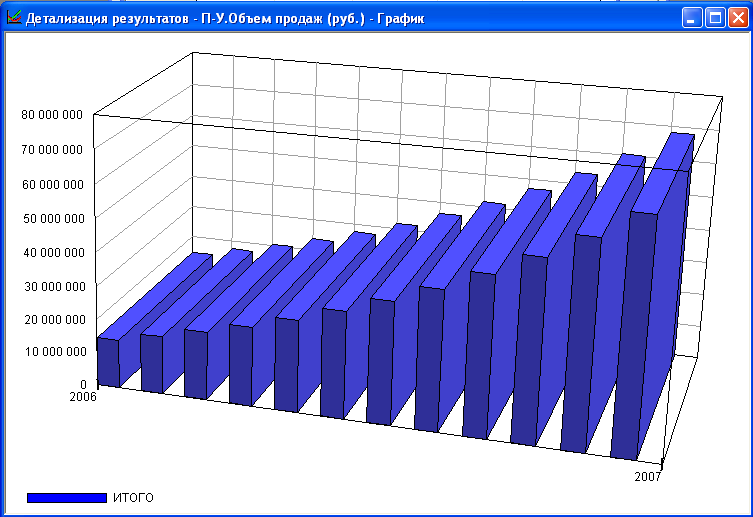 Детализация результатов - П-У.Объем продаж (руб.) - График
80 000 000
70 000 000
60 000 000
50 000 000
40 000 000
30 000 000
20 000 000
10 000 000
0
2006
2007
ИТОГО